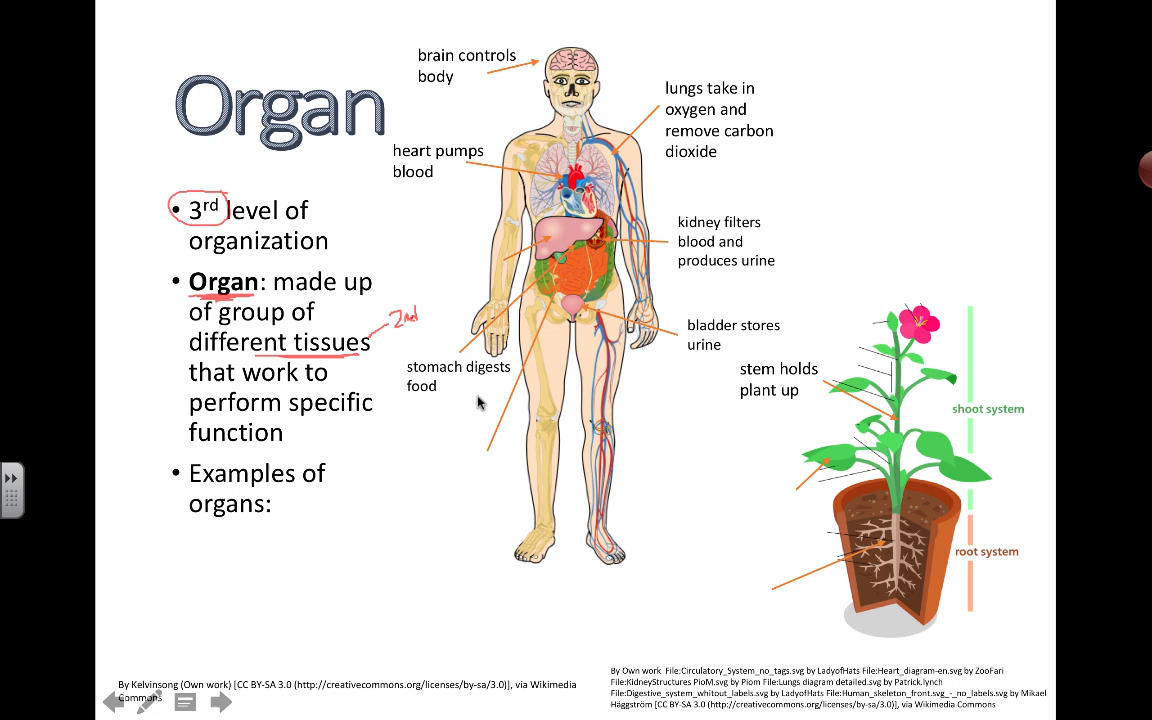 Organ
• 3rd level of
organization
• Organ: made up
of group of
different tissues
2nd
that work to
perform specific
function
• Examples of
organs:
brain controls
body
heart pumps
blood
lungs take in
oxygen and
remove carbon
dioxide
kidney filters
blood and
produces urine
bladder stores
urine
stomach digests
food
stem holds
plant up
shoot system
root system
By Kelvinsong (Own work) [CC BY-SA 3.0 (http://creativecommons.org/licenses/by-sa/3.0)], via Wikimedia
Commons
By Own work File:Circulatory_System_no_tags.svg by LadyofHats File:Heart_diagram-en.svg by ZooFari
File:KidneyStructures PioM.svg by Piom File:Lungs diagram detailed.svg by Patrick.lynch
File:Digestive_system_whitout_labels.svg by LadyofHats File:Human_skeleton_front.svg_-_no_labels.svg by Mikael
Häggström [CC BY-SA 3.0 (http://creativecommons.org/licenses/by-sa/3.0)], via Wikimedia Commons